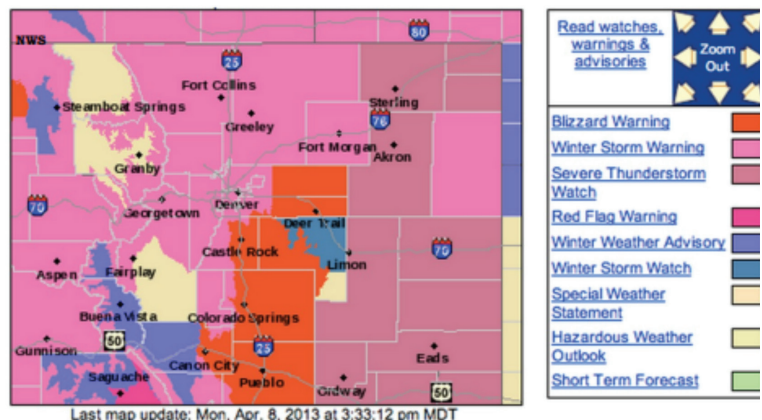 NWS
80
25
Fort Collins
Steamboat Springs
Sterling
Greeley
76
Fort Morgan
Akron
Granby
70
Georgetown
Denver
Deer Trail
Castle Rock
70
Limon
Aspen
Fairplay
Buena Vista
Colorado Springs
50
Gunnison
25
Eads
Canon City
Saguache
Pueblo
Ordway
50
Last map update: Mon, Apr. 8, 2013 at 3:33:12 pm MDT
Read watches,
warnings &
advisories
Zoom
Out
Blizzard Warning
Winter Storm Warning
Severe Thunderstorm
Watch
Red Flag Warning
Winter Weather Advisory
Winter Storm Watch
Special Weather
Statement
Hazardous Weather
Outlook
Short Term Forecast